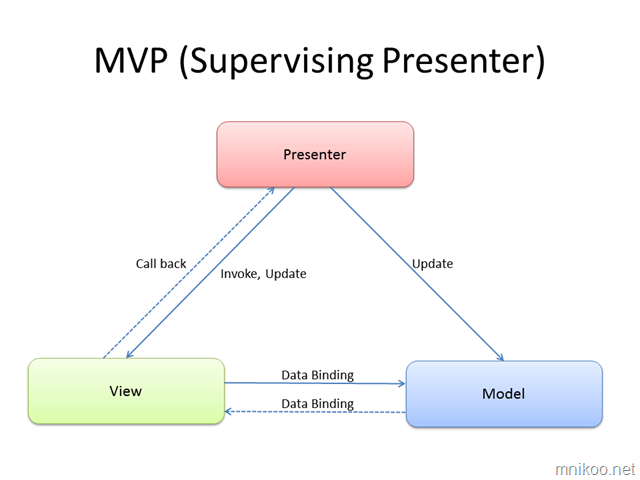 MVP (Supervising Presenter)
Presenter
Call back
Invoke, Update
Update
View
Data Binding
Data Binding
Model
mnikoo.net